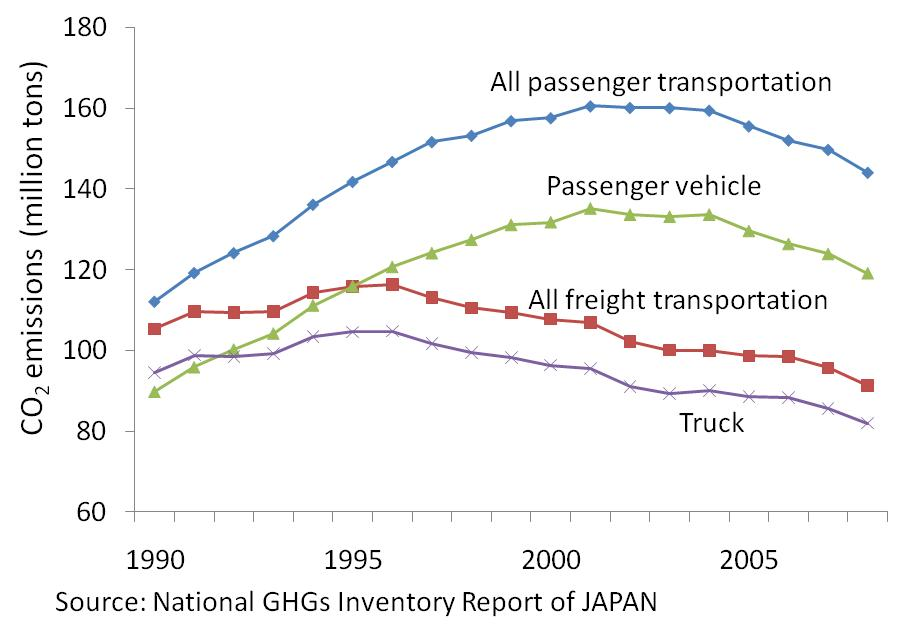 180
160
140
120
100
80
60
CO₂ emissions (million tons)
All passenger transportation
Passenger vehicle
All freight transportation
Truck
1990 1995 2000 2005
Source: National GHGs Inventory Report of JAPAN